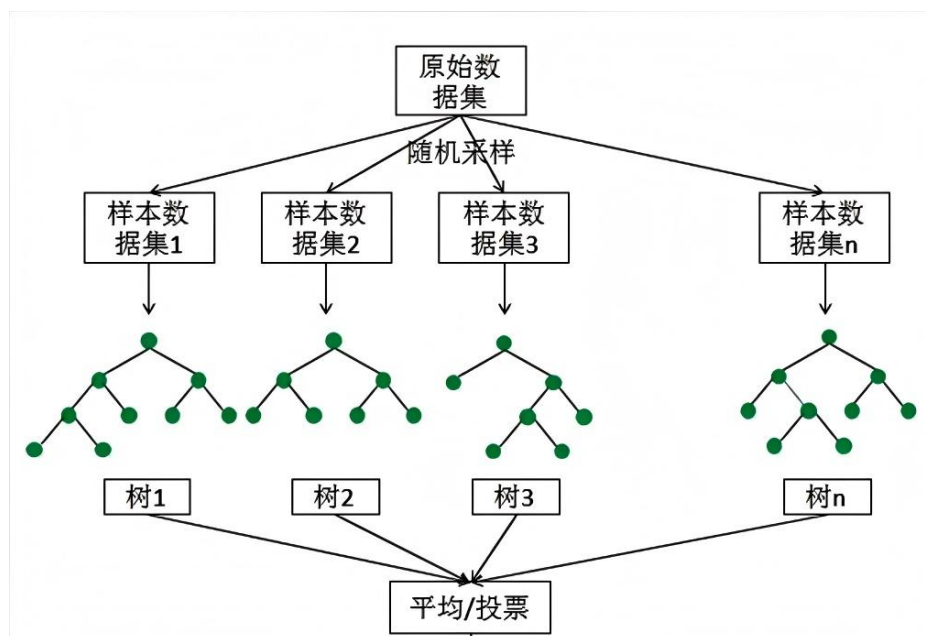 原始数
据集
随机采样
样本数
据集1
样本数
据集2
样本数
据集3
样本数
据集n
树1
树2
树3
树n
平均/投票